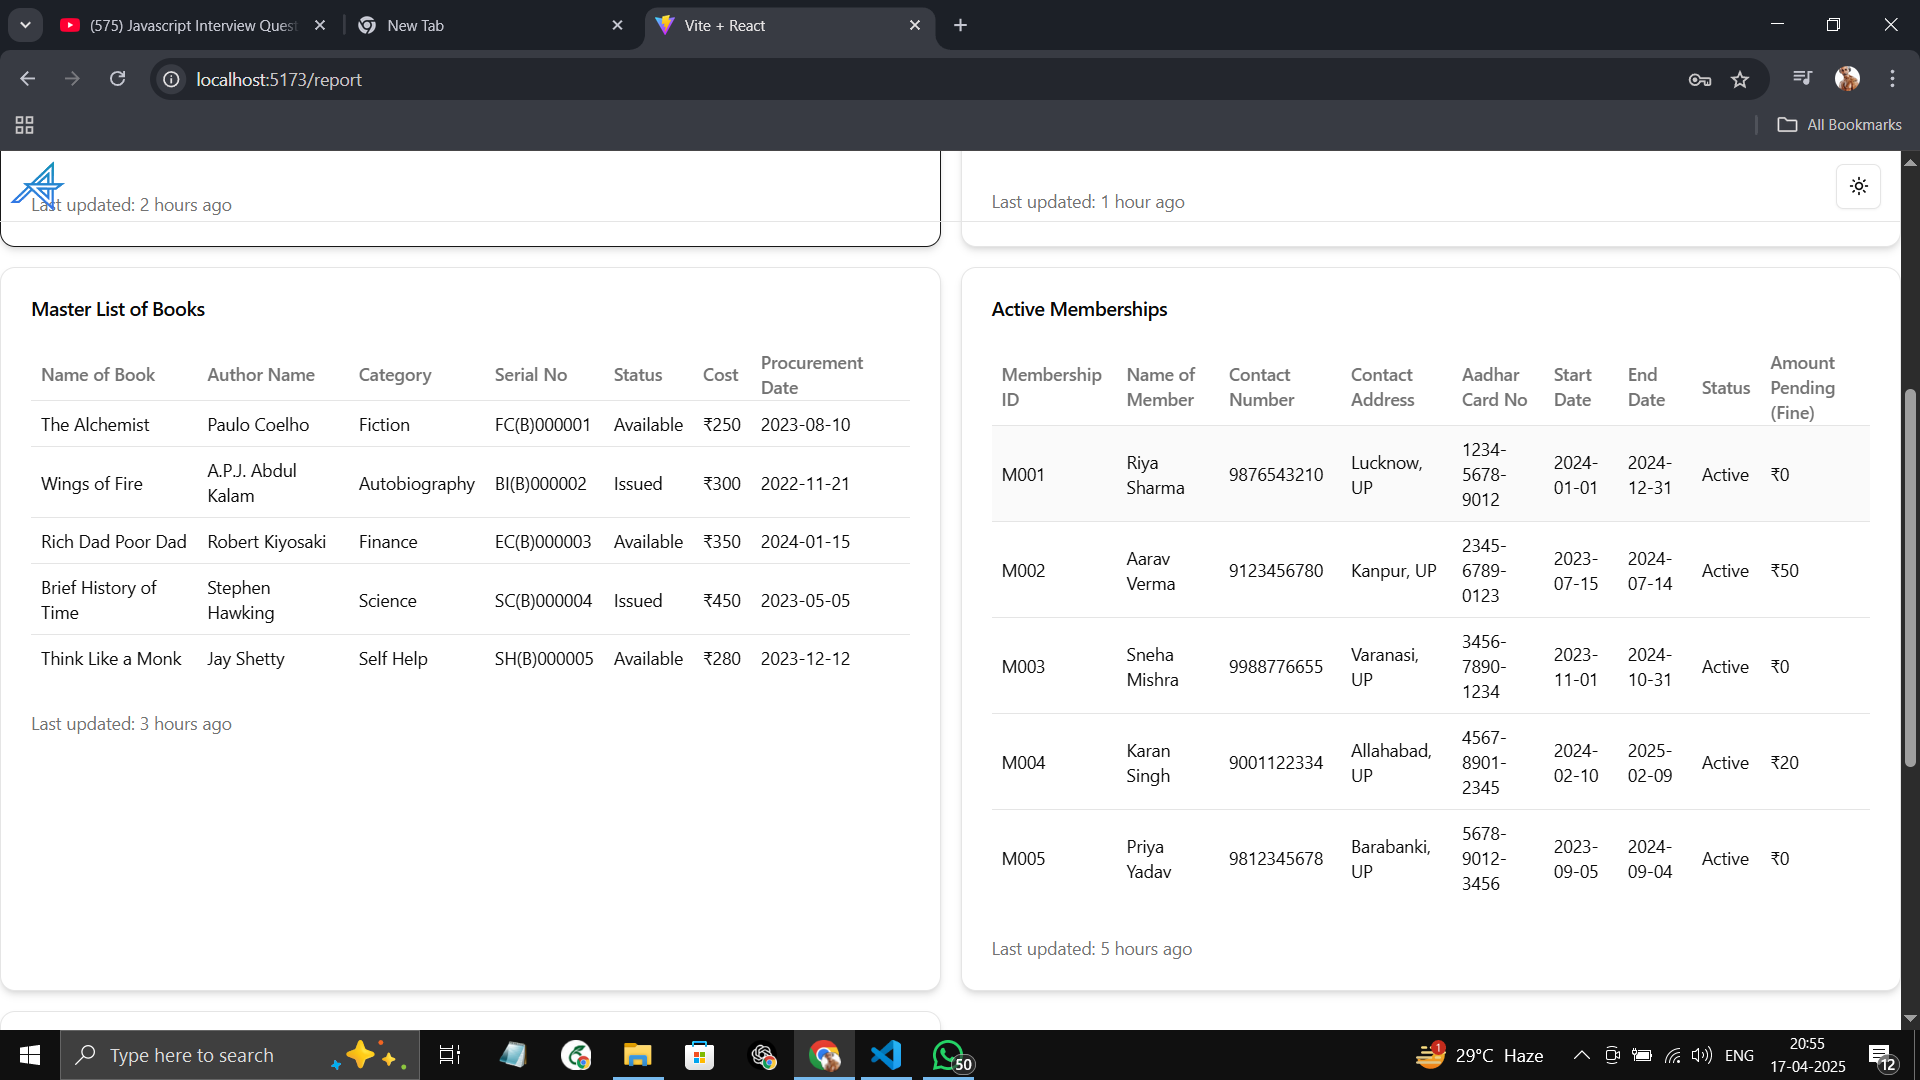 (575) Javascript Interview Quest
New Tab
Vite + React
localhost:5173/report
All Bookmarks
Last updated: 2 hours ago
Last updated: 1 hour ago
Master List of Books
Name of Book Author Name Category Serial No Status Cost Procurement Date
The Alchemist Paulo Coelho Fiction FC(B)000001 Available ₹250 2023-08-10
Wings of Fire A.P.J. Abdul Kalam Autobiography BI(B)000002 Issued ₹300 2022-11-21
Rich Dad Poor Dad Robert Kiyosaki Finance EC(B)000003 Available ₹350 2024-01-15
Brief History of Time Stephen Hawking Science SC(B)000004 Issued ₹450 2023-05-05
Think Like a Monk Jay Shetty Self Help SH(B)000005 Available ₹280 2023-12-12
Last updated: 3 hours ago
Active Memberships
Membership ID Name of Member Contact Number Contact Address Aadhar Card No Start Date End Date Status Amount Pending (Fine)
M001 Riya Sharma 9876543210 Lucknow, UP 1234-5678-9012 2024-01-01 2024-12-31 Active ₹0
M002 Aarav Verma 9123456780 Kanpur, UP 2345-6789-0123 2023-07-15 2024-07-14 Active ₹50
M003 Sneha Mishra 9988776655 Varanasi, UP 3456-7890-1234 2023-11-01 2024-10-31 Active ₹0
M004 Karan Singh 9001122334 Allahabad, UP 4567-8901-2345 2024-02-10 2025-02-09 Active ₹20
M005 Priya Yadav 9812345678 Barabanki, UP 5678-9012-3456 2023-09-05 2024-09-04 Active ₹0
Last updated: 5 hours ago
Type here to search
50
1
29°C Haze
ENG
20:55
17-04-2025
12